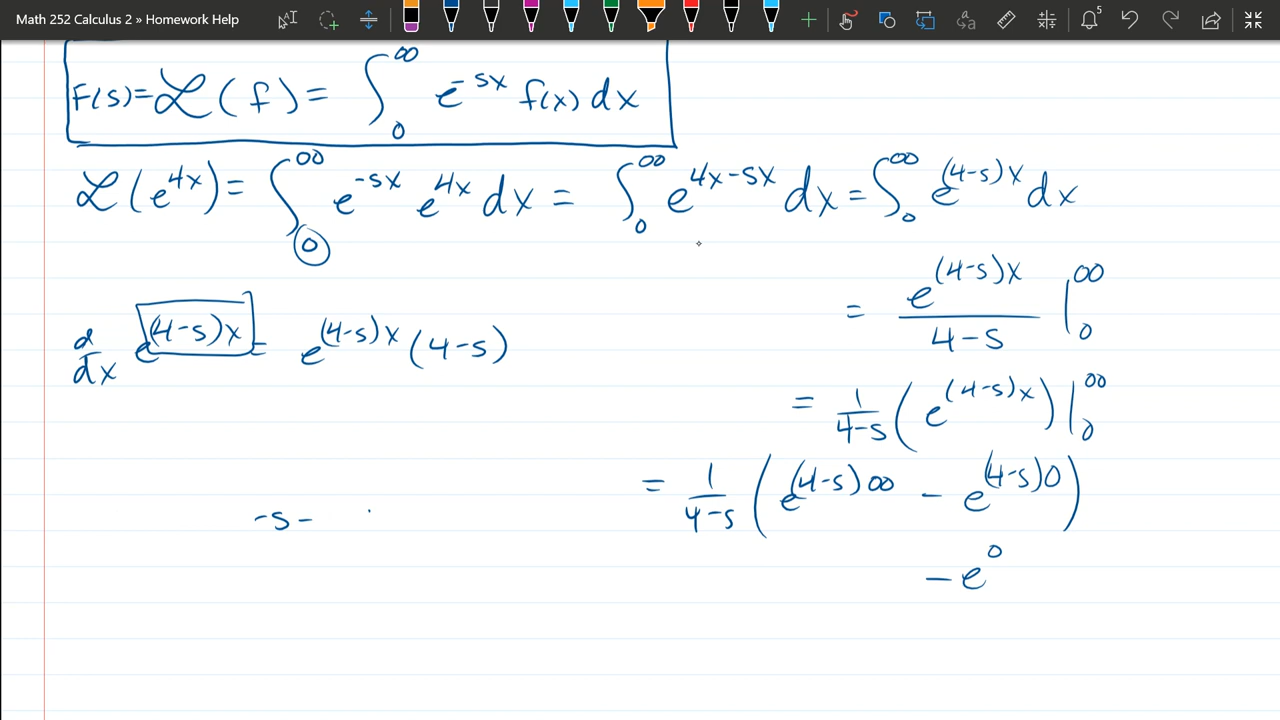 Math 252 Calculus 2 » Homework Help
5
F(s) = ℒ(f) = ∫₀^∞ e^{-sx} f(x) dx
ℒ(e^{4x}) = ∫₀^∞ e^{-sx} e^{4x} dx = ∫₀^∞ e^{4x-sx} dx = ∫₀^∞ e^{(4-s)x} dx
= e^{(4-s)x} / (4-s) |₀^∞
d/dx e^{(4-s)x} = e^{(4-s)x} (4-s)
= 1/(4-s) (e^{(4-s)x}) |₀^∞
= 1/(4-s) (e^{(4-s)∞} - e^{(4-s)0})
-s-
- e^0